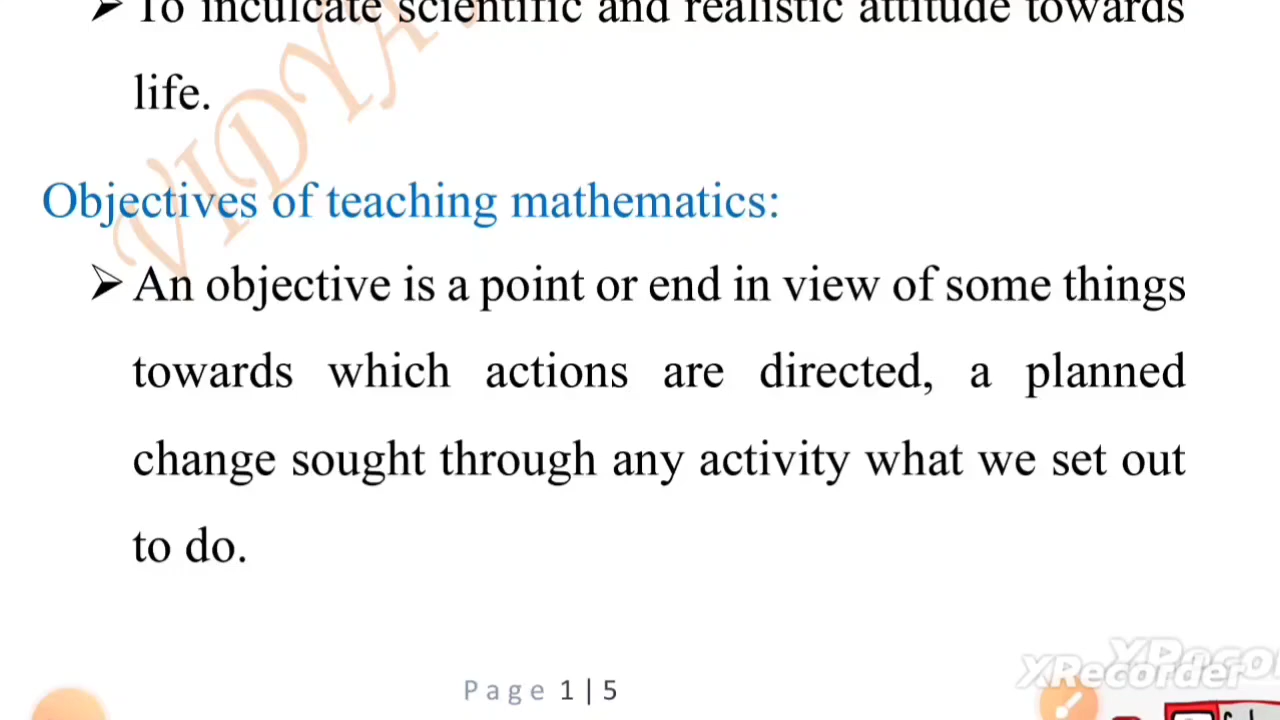 To inculcate scientific and realistic attitude towards
life.
VIDYA
Objectives of teaching mathematics:
➤ An objective is a point or end in view of some things
towards which actions are directed, a planned
change sought through any activity what we set out
to do.
Page 1 | 5
XRecorder